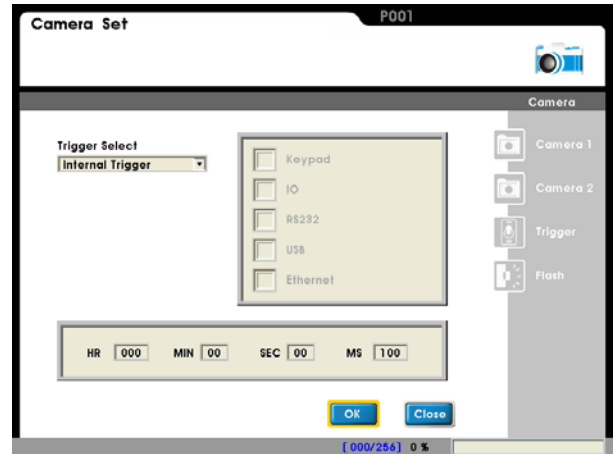 P001
Camera Set
Camera
Trigger Select
Internal Trigger
Keypad
IO
RS232
USB
Ethernet
Camera 1
Camera 2
Trigger
Flash
HR 000 MIN 00 SEC 00 MS 100
OK Close
[000/256] 0 %